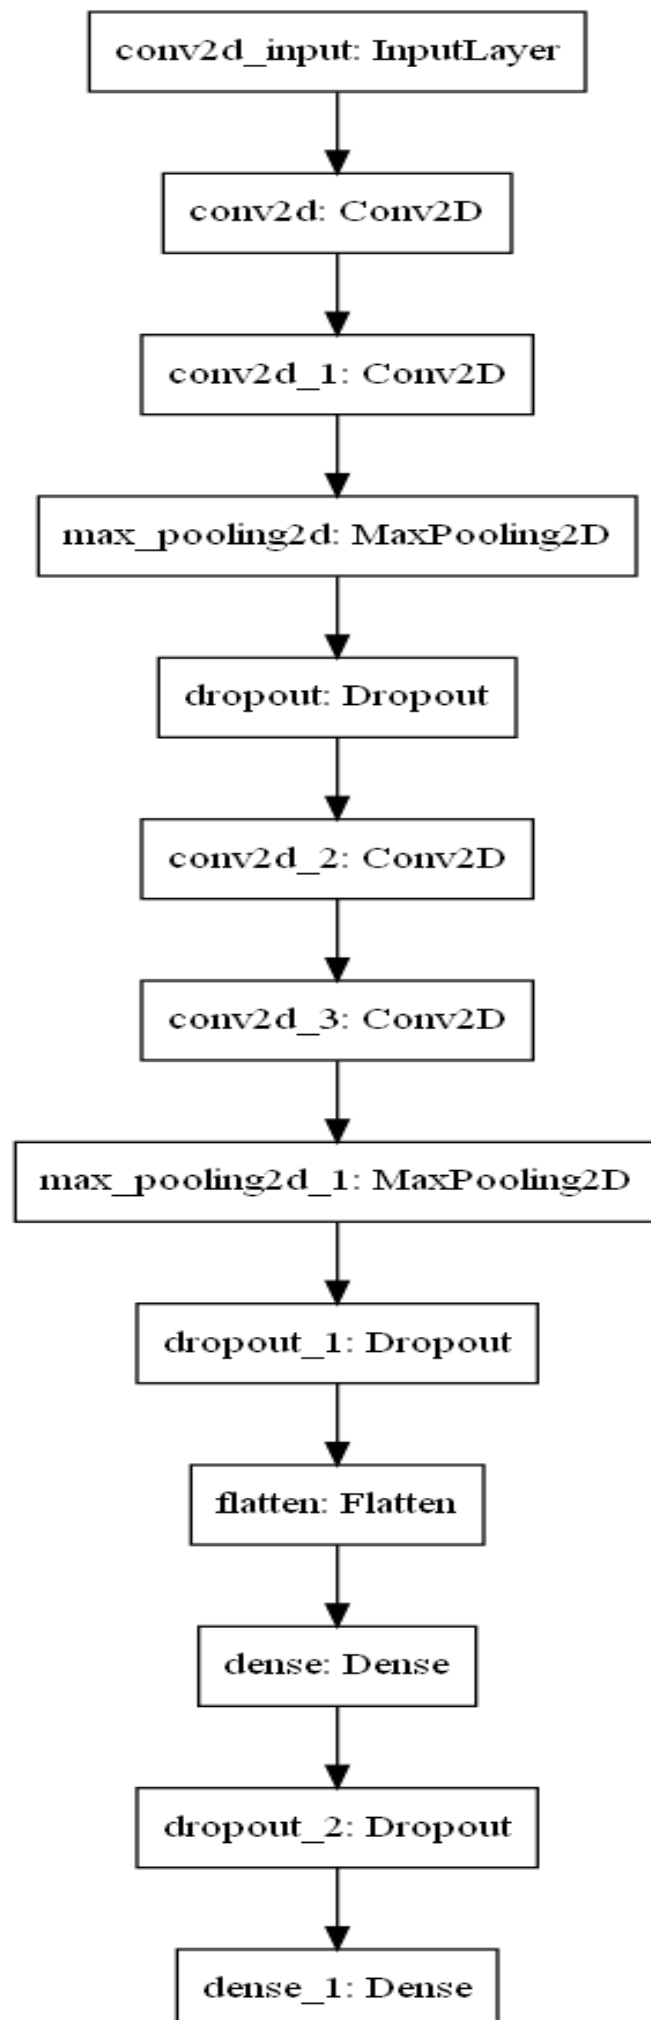 conv2d_input: InputLayer
conv2d: Conv2D
conv2d_1: Conv2D
max_pooling2d: MaxPooling2D
dropout: Dropout
conv2d_2: Conv2D
conv2d_3: Conv2D
max_pooling2d_1: MaxPooling2D
dropout_1: Dropout
flatten: Flatten
dense: Dense
dropout_2: Dropout
dense_1: Dense